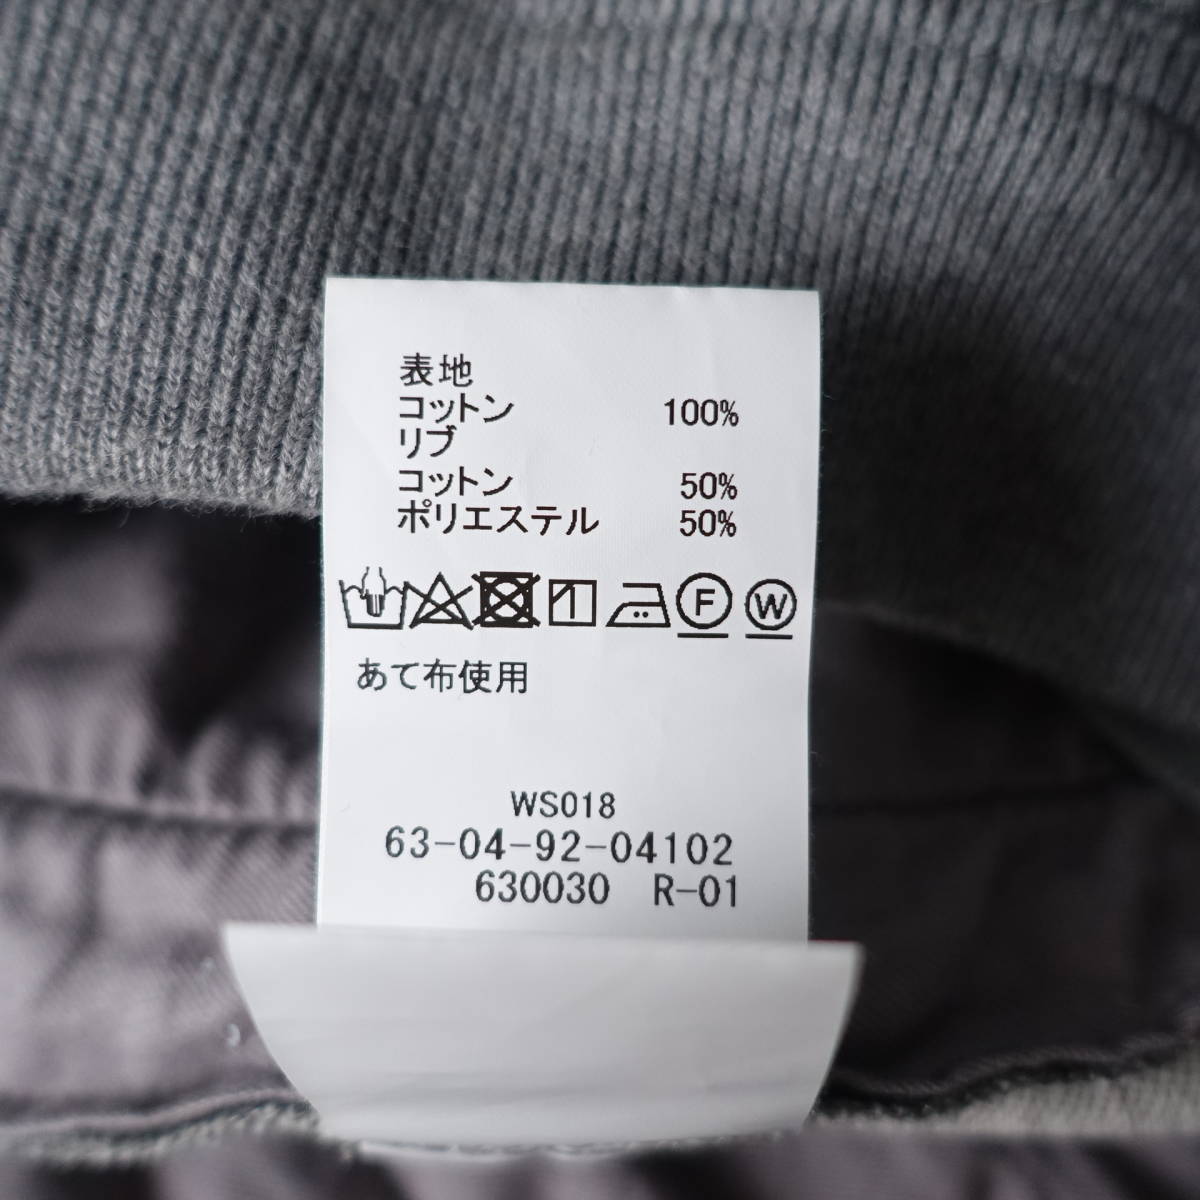 表地
コットン 100%
リブ
コットン 50%
ポリエステル 50%
F W
あて布使用
WS018
63-04-92-04102
630030 R-01